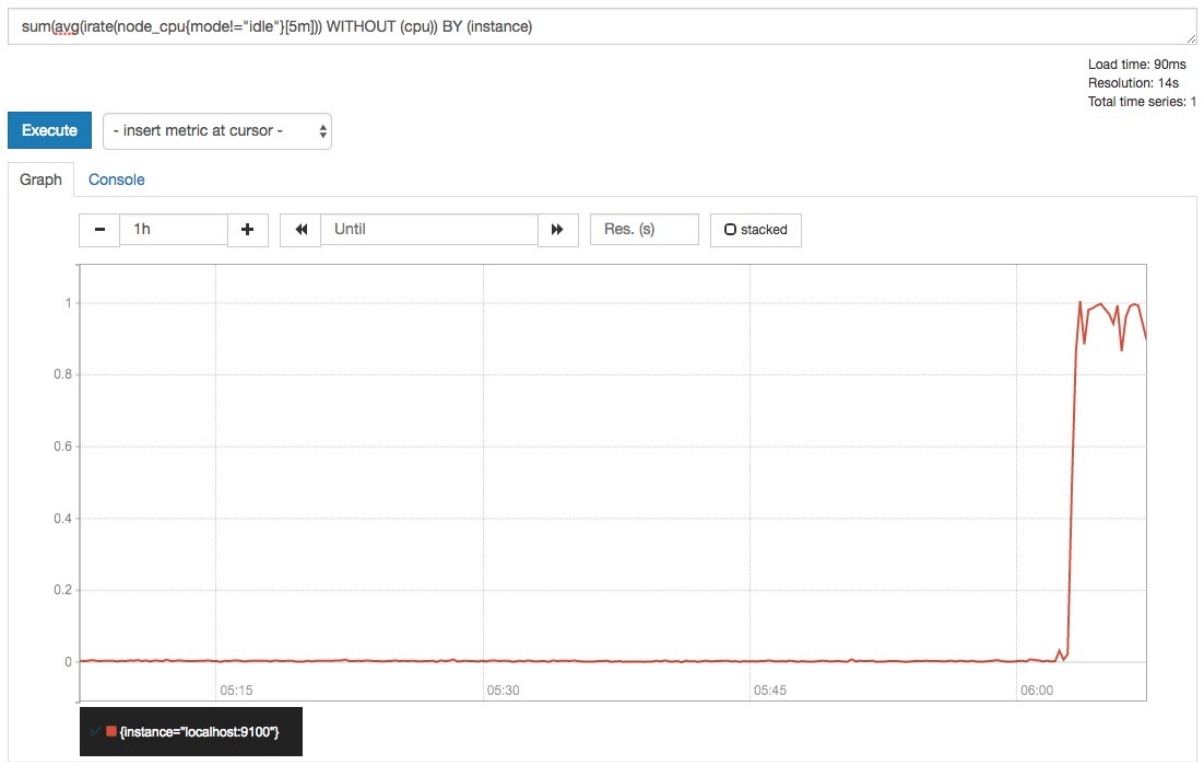 sum(avg(irate(node_cpu{mode!="idle"}[5m])) WITHOUT (cpu)) BY (instance)
Load time: 90ms
Resolution: 14s
Total time series: 1
Execute
- insert metric at cursor -
Graph
Console
1h
Until
Res. (s)
stacked
1
0.8
0.6
0.4
0.2
0
05:15
05:30
05:45
06:00
{instance="localhost:9100"}